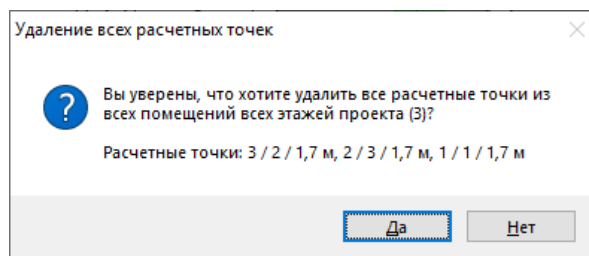 Удаление всех расчетных точек
Вы уверены, что хотите удалить все расчетные точки из
всех помещений всех этажей проекта (3)?
Расчетные точки: 3 / 2 / 1,7 м, 2 / 3 / 1,7 м, 1 / 1 / 1,7 м
Да
Нет